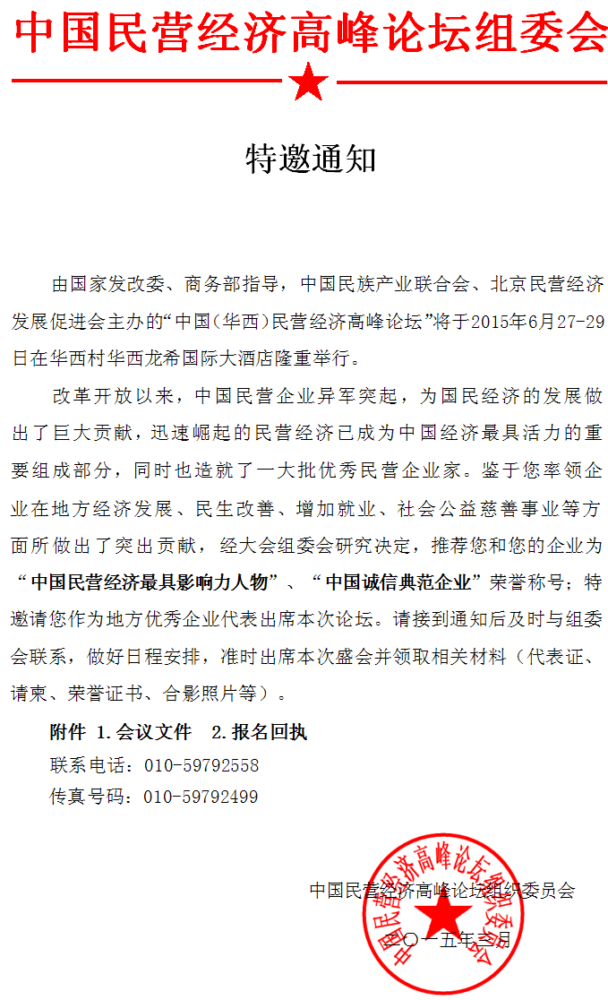 中国民营经济高峰论坛组委会
特邀通知
由国家发改委、商务部指导，中国民族产业联合会、北京民营经济
发展促进会主办的“中国（华西）民营经济高峰论坛”将于2015年6月27-29
日在华西村华西龙希国际大酒店隆重举行。
改革开放以来，中国民营企业异军突起，为国民经济的发展做
出了巨大贡献，迅速崛起的民营经济已成为中国经济最具活力的重
要组成部分，同时也造就了一大批优秀民营企业家。鉴于您率领企
业在地方经济发展、民生改善、增加就业、社会公益慈善事业等方
面所做出了突出贡献，经大会组委会研究决定，推荐您和您的企业为
“中国民营经济最具影响力人物”、“中国诚信典范企业”荣誉称号；特
邀请您作为地方优秀企业代表出席本次论坛。请接到通知后及时与组委
会联系，做好日程安排，准时出席本次盛会并领取相关材料（代表证、
请柬、荣誉证书、合影照片等）。
附件 1.会议文件 2.报名回执
联系电话：010-59792558
传真号码：010-59792499
中国民营经济高峰论坛组织委员会
中国民营经济高峰论坛组织委员会
二〇一五年三月